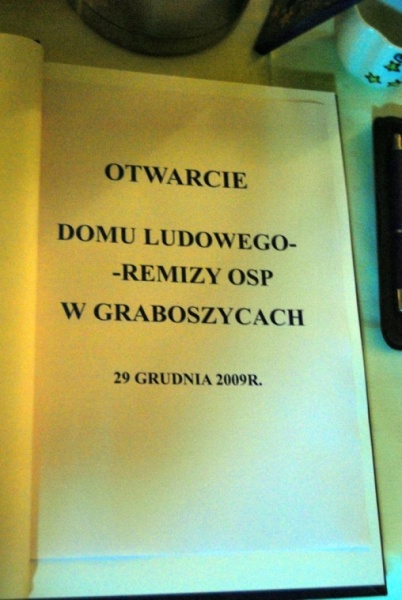 OTWARCIE
DOMU LUDOWEGO-
-REMIZY OSP
W GRABOSZYCACH
29 GRUDNIA 2009R.